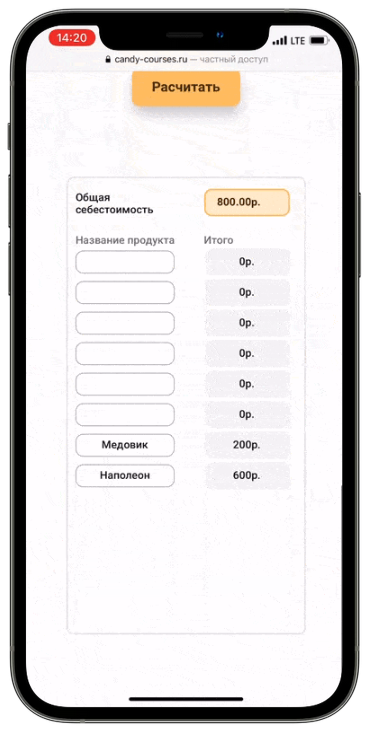 14:20
LTE
candy-courses.ru — частный доступ
Расчитать
Общая
себестоимость
800.00р.
Название продукта Итого
0р.
0р.
0р.
0р.
0р.
0р.
Медовик 200р.
Наполеон 600р.